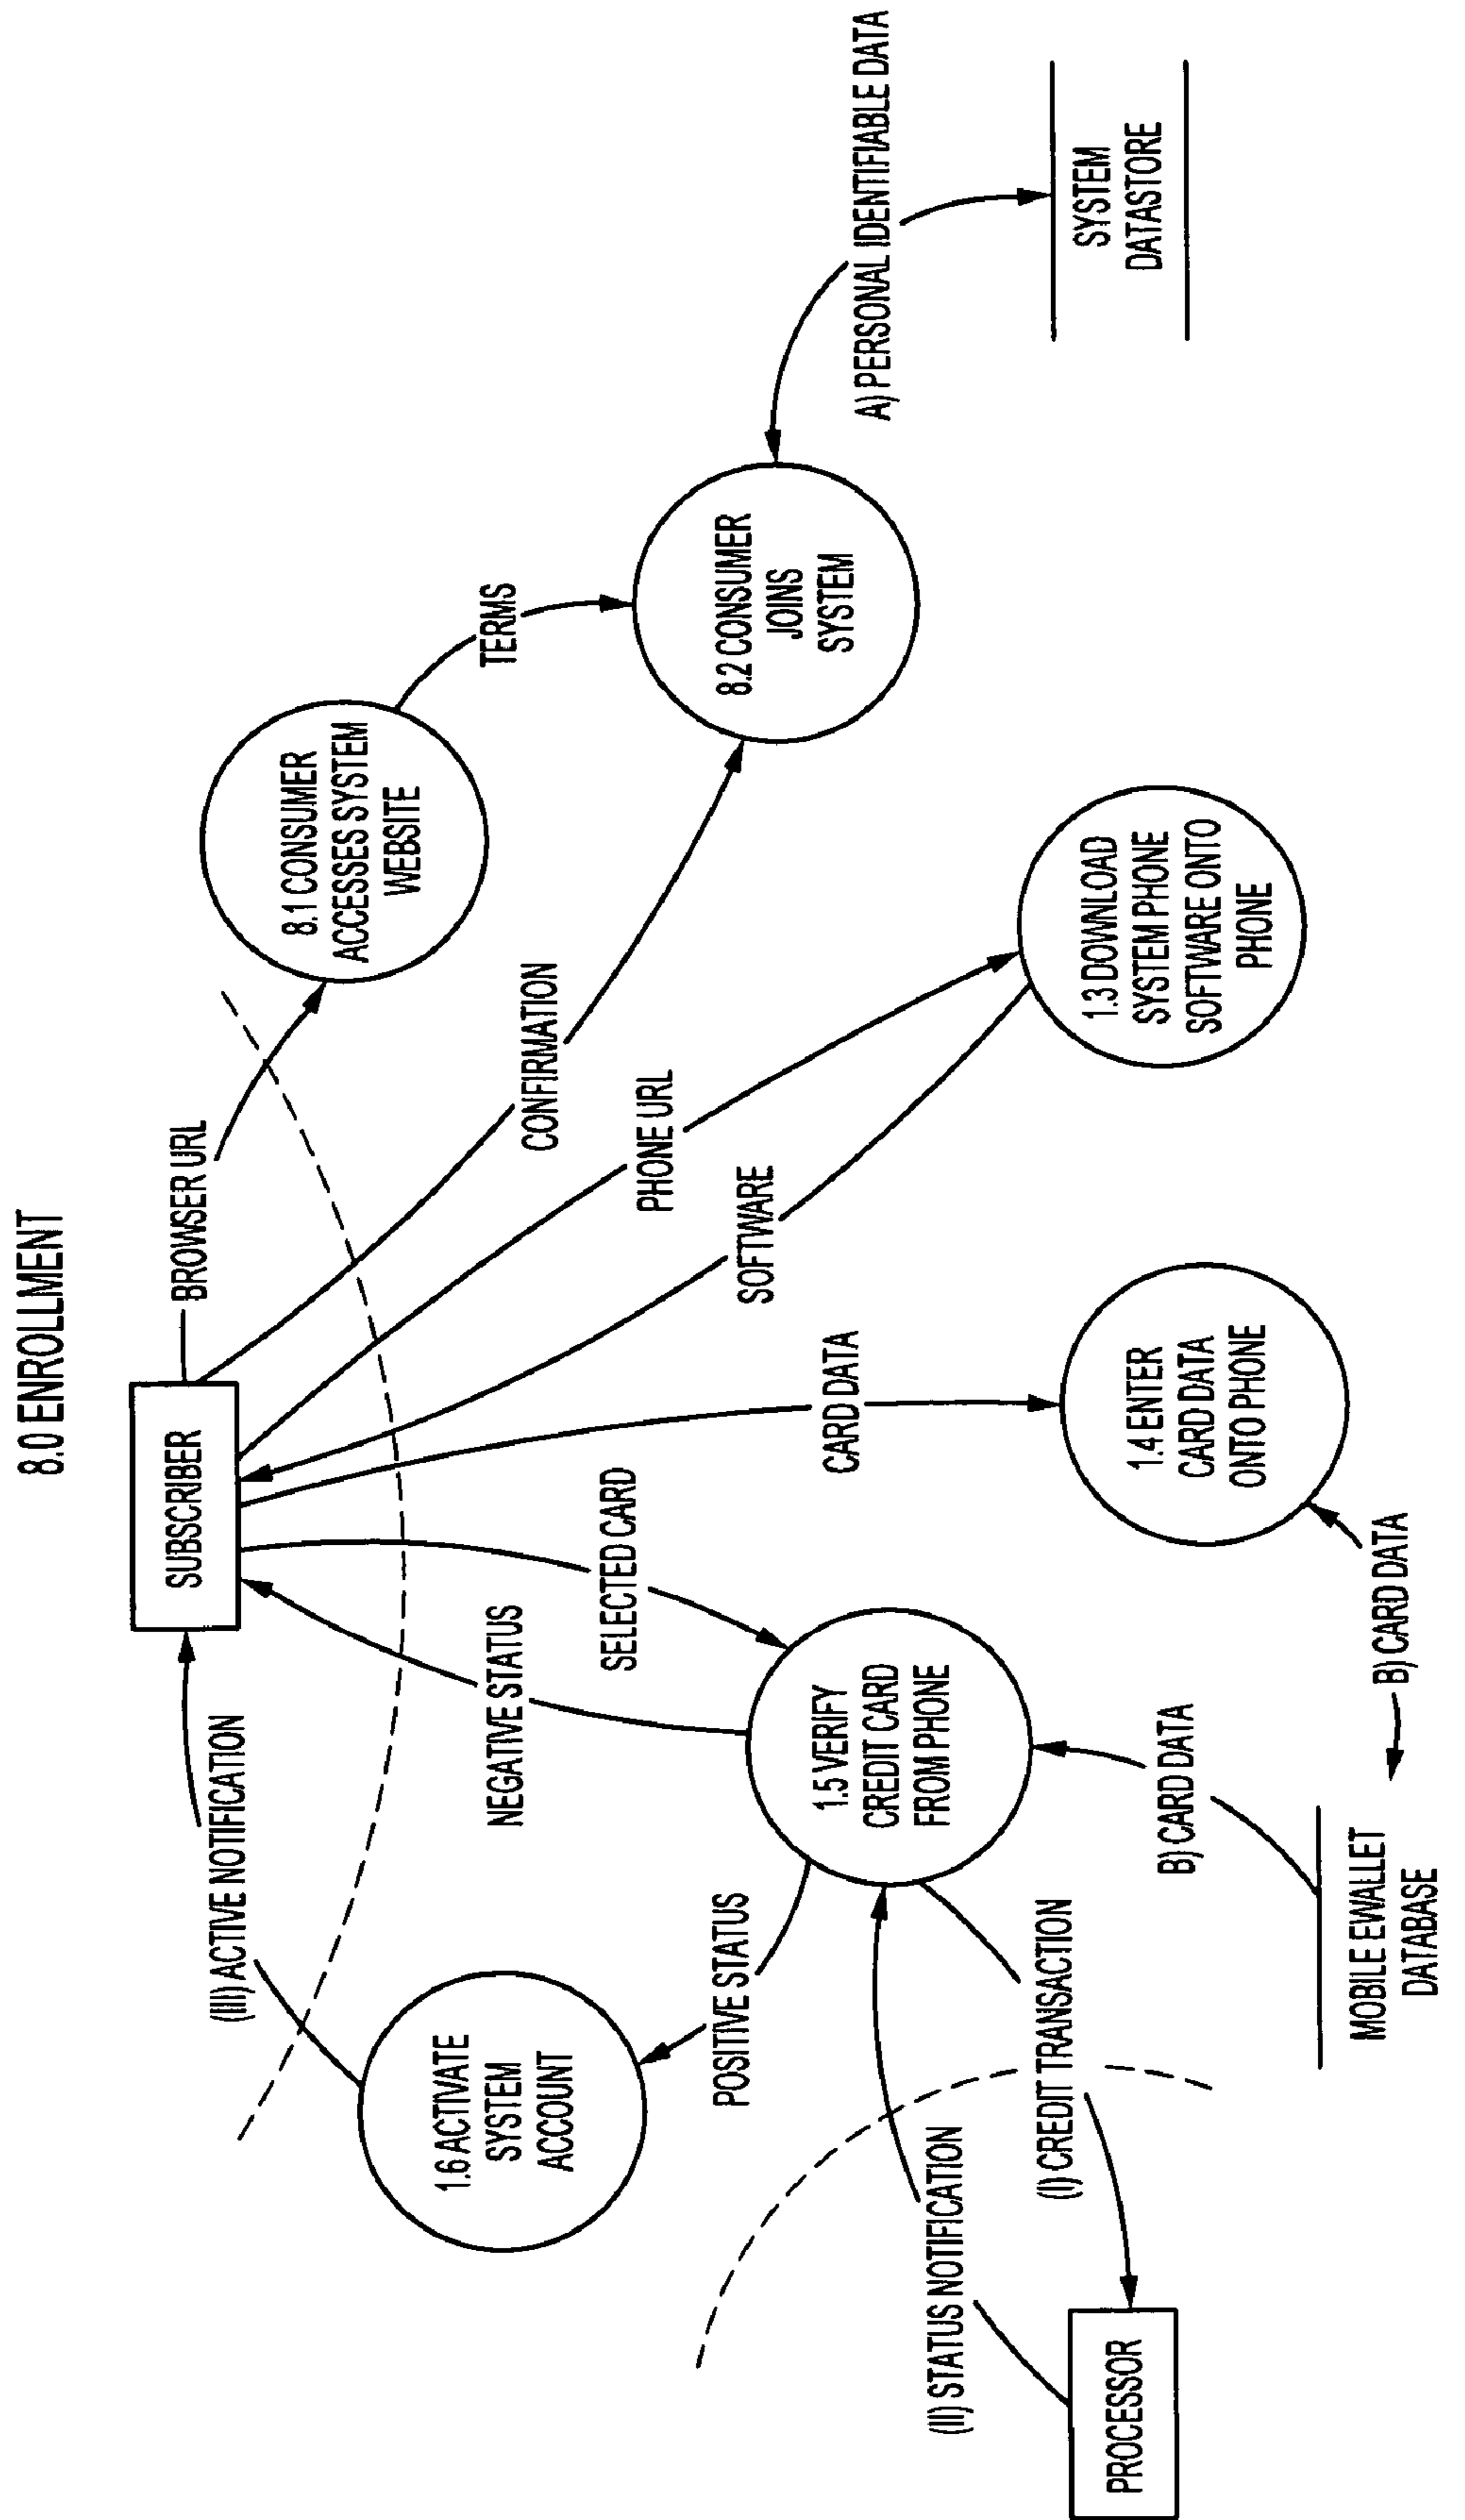 8.0 ENROLLMENT
SUBSCRIBER
BROWSER URL
(III) ACTIVE NOTIFICATION
8.1 CONSUMER
ACCESSES SYSTEM
WEBSITE
TERMS
CONFIRMATION
NEGATIVE STATUS
SELECTED CARD
PHONE URL
SOFTWARE
1.6 ACTIVATE
SYSTEM
ACCOUNT
POSITIVE STATUS
8.2 CONSUMER
JOINS
SYSTEM
A) PERSONAL IDENTIFIABLE DATA
CARD DATA
1.5 VERIFY
CREDIT CARD
FROM PHONE
(II) STATUS NOTIFICATION
(I) CREDIT TRANSACTION
PROCESSOR
B) CARD DATA
1.4 ENTER
CARD DATA
ONTO PHONE
1.3 DOWNLOAD
SYSTEM PHONE
SOFTWARE ONTO
PHONE
SYSTEM
DATASTORE
MOBILE EWALLET
DATABASE
B) CARD DATA